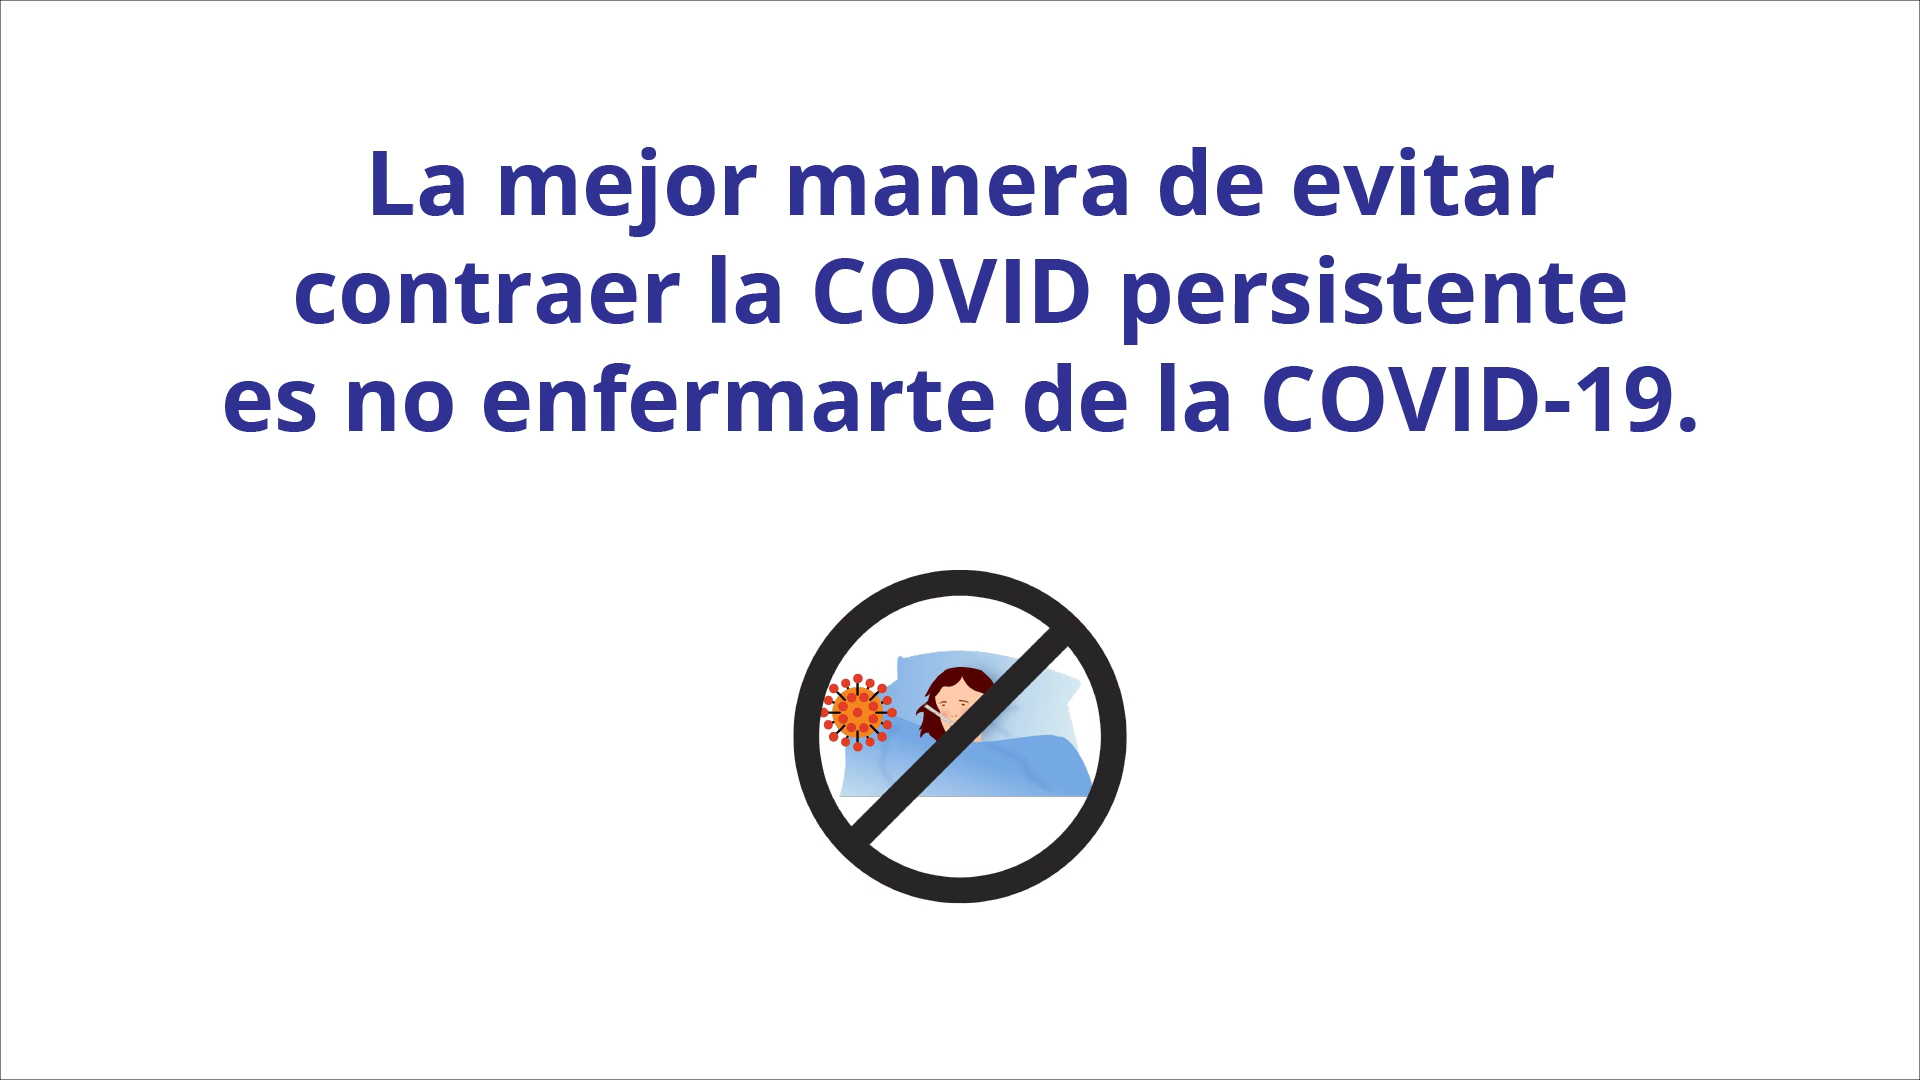 La mejor manera de evitar
contraer la COVID persistente
es no enfermarte de la COVID-19.